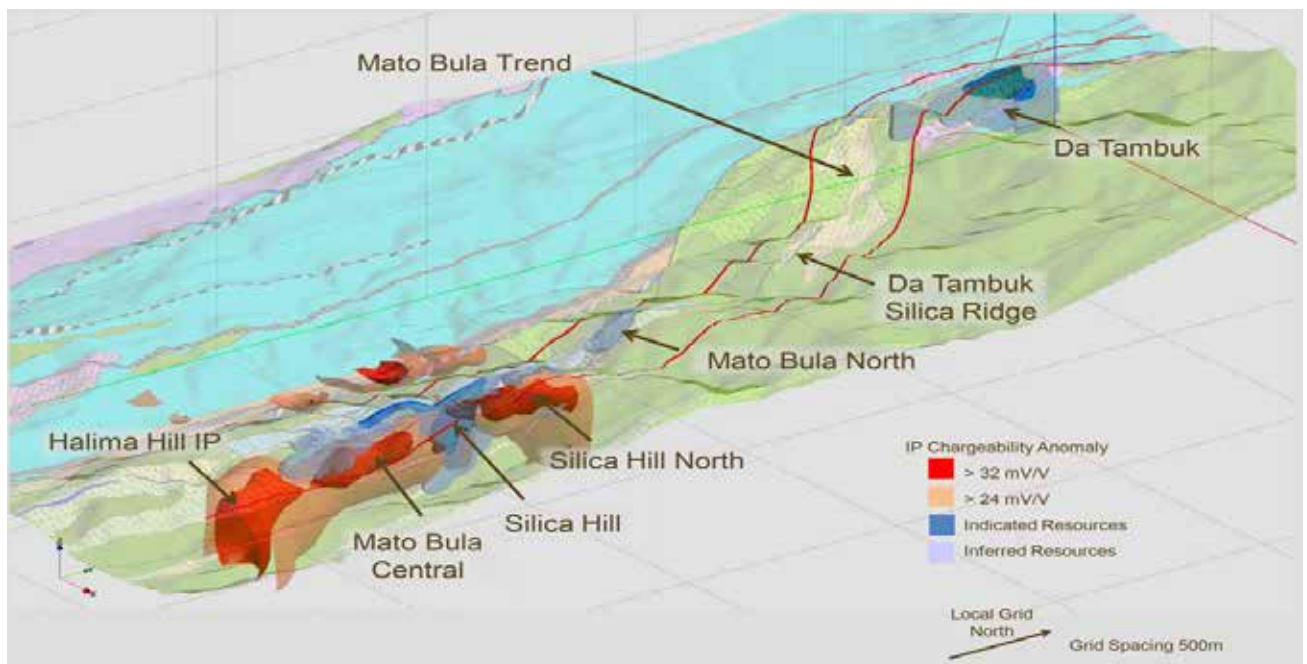 Mato Bula Trend
Da Tambuk
Da Tambuk
Silica Ridge
Mato Bula North
Halima Hill IP
Silica Hill North
Silica Hill
Mato Bula
Central
IP Chargeability Anomaly
> 32 mV/V
> 24 mV/V
Indicated Resources
Inferred Resources
Local Grid
North
Grid Spacing 500m